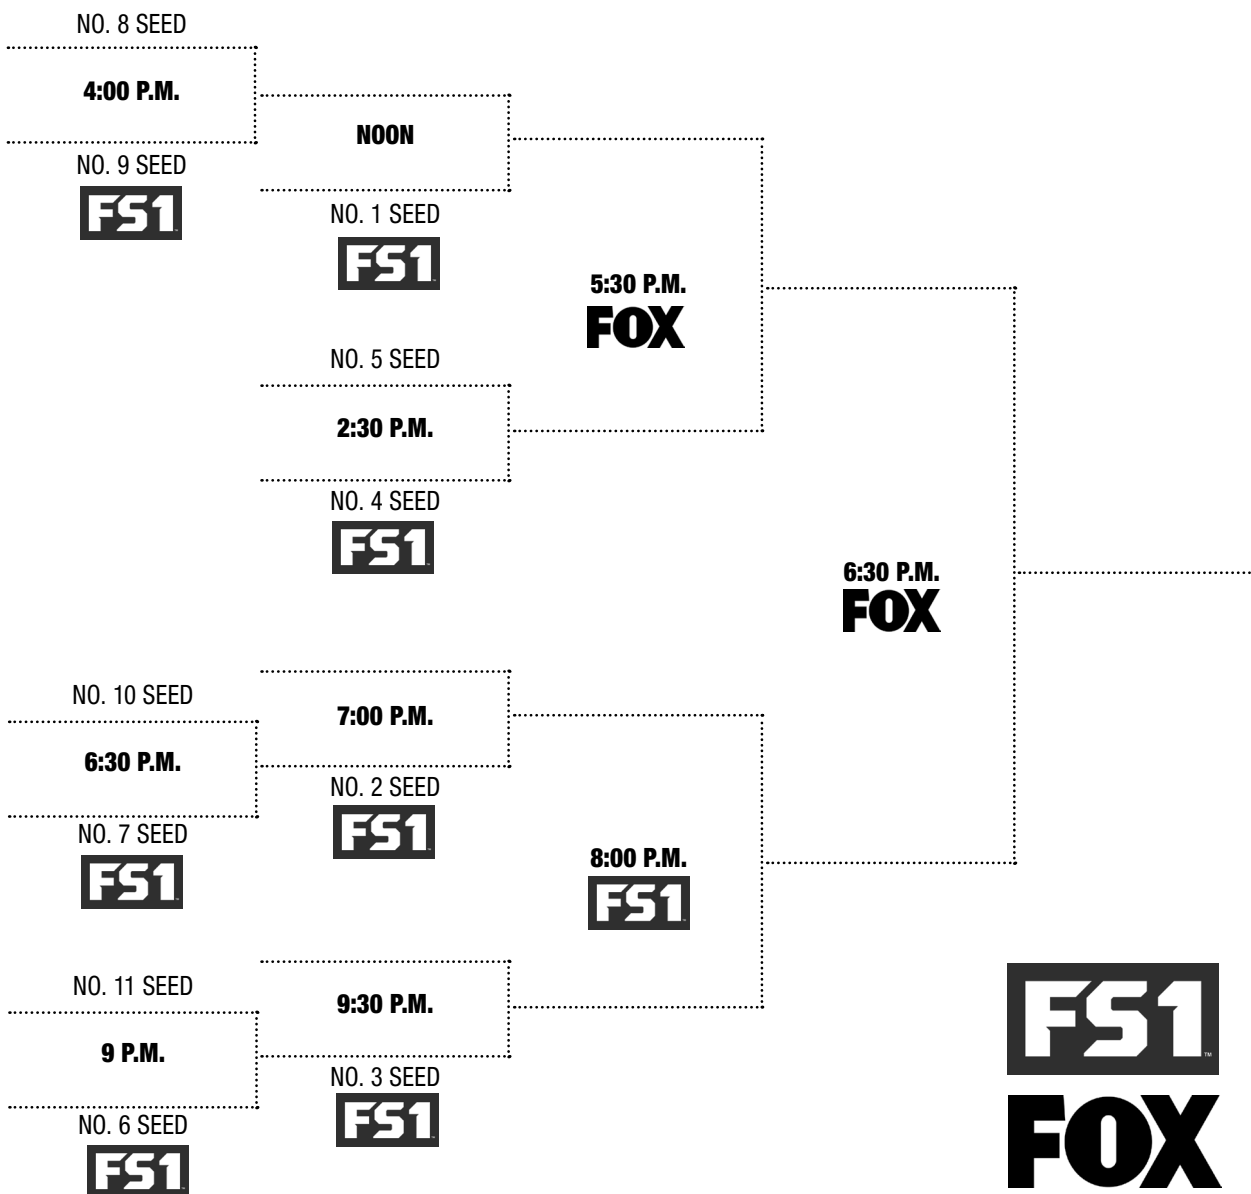 NO. 8 SEED
4:00 P.M.
NO. 9 SEED
FS1
NOON
NO. 1 SEED
FS1
5:30 P.M.
FOX
NO. 5 SEED
2:30 P.M.
NO. 4 SEED
FS1
6:30 P.M.
FOX
NO. 10 SEED
6:30 P.M.
NO. 7 SEED
FS1
7:00 P.M.
NO. 2 SEED
FS1
8:00 P.M.
FS1
NO. 11 SEED
9 P.M.
NO. 6 SEED
FS1
9:30 P.M.
NO. 3 SEED
FS1
FS1 ™
FOX